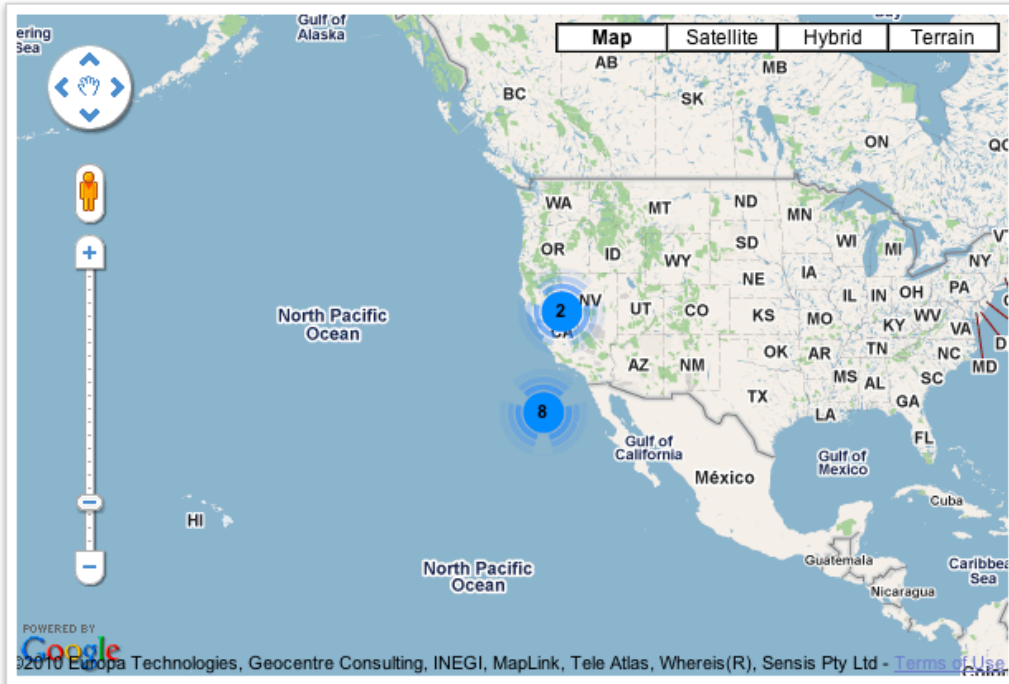 ering
Sea
Gulf of
Alaska
Bay
Map Satellite Hybrid Terrain
AB
MB
BC
SK
ON
QC
WA
MT
ND
MN
OR
ID
SD
WI
MI
VT
WY
NY
NE
IA
PA
NV
IL IN OH
2
UT
CO
KS
MO
WV
KY
VA
CA
North Pacific
Ocean
TN
NC
D
OK AR
AZ
NM
MD
MS AL
SC
TX
GA
LA
8
FL
Gulf of
California
Gulf of
Mexico
México
Cuba
HI
Guatemala
Caribbe
Sea
North Pacific
Ocean
Nicaragua
POWERED BY
Google
©2010 Europa Technologies, Geocentre Consulting, INEGI, MapLink, Tele Atlas, Whereis(R), Sensis Pty Ltd - Terms of Use
Colom